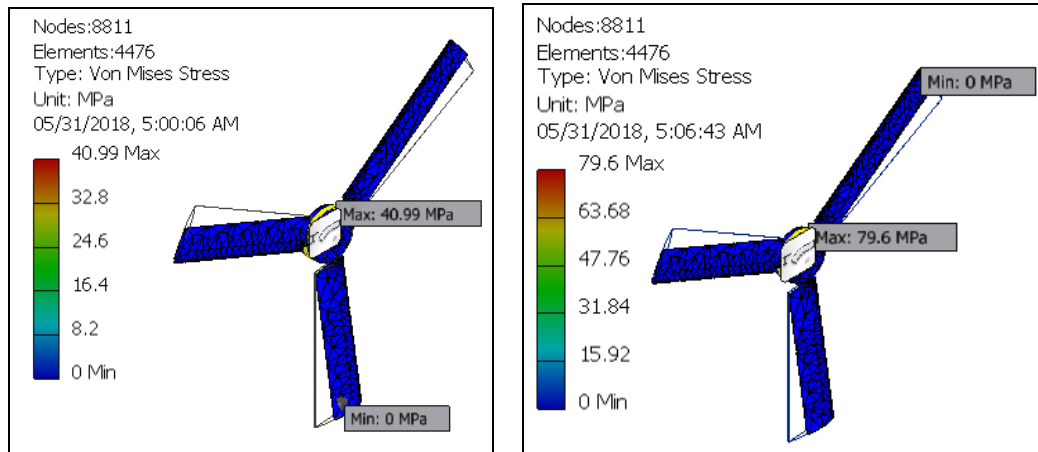 Nodes:8811
Elements:4476
Type: Von Mises Stress
Unit: MPa
05/31/2018, 5:00:06 AM
40.99 Max
32.8
24.6
16.4
8.2
0 Min
Max: 40.99 MPa
Min: 0 MPa
Nodes:8811
Elements:4476
Type: Von Mises Stress
Unit: MPa
05/31/2018, 5:06:43 AM
79.6 Max
63.68
47.76
31.84
15.92
0 Min
Min: 0 MPa
Max: 79.6 MPa